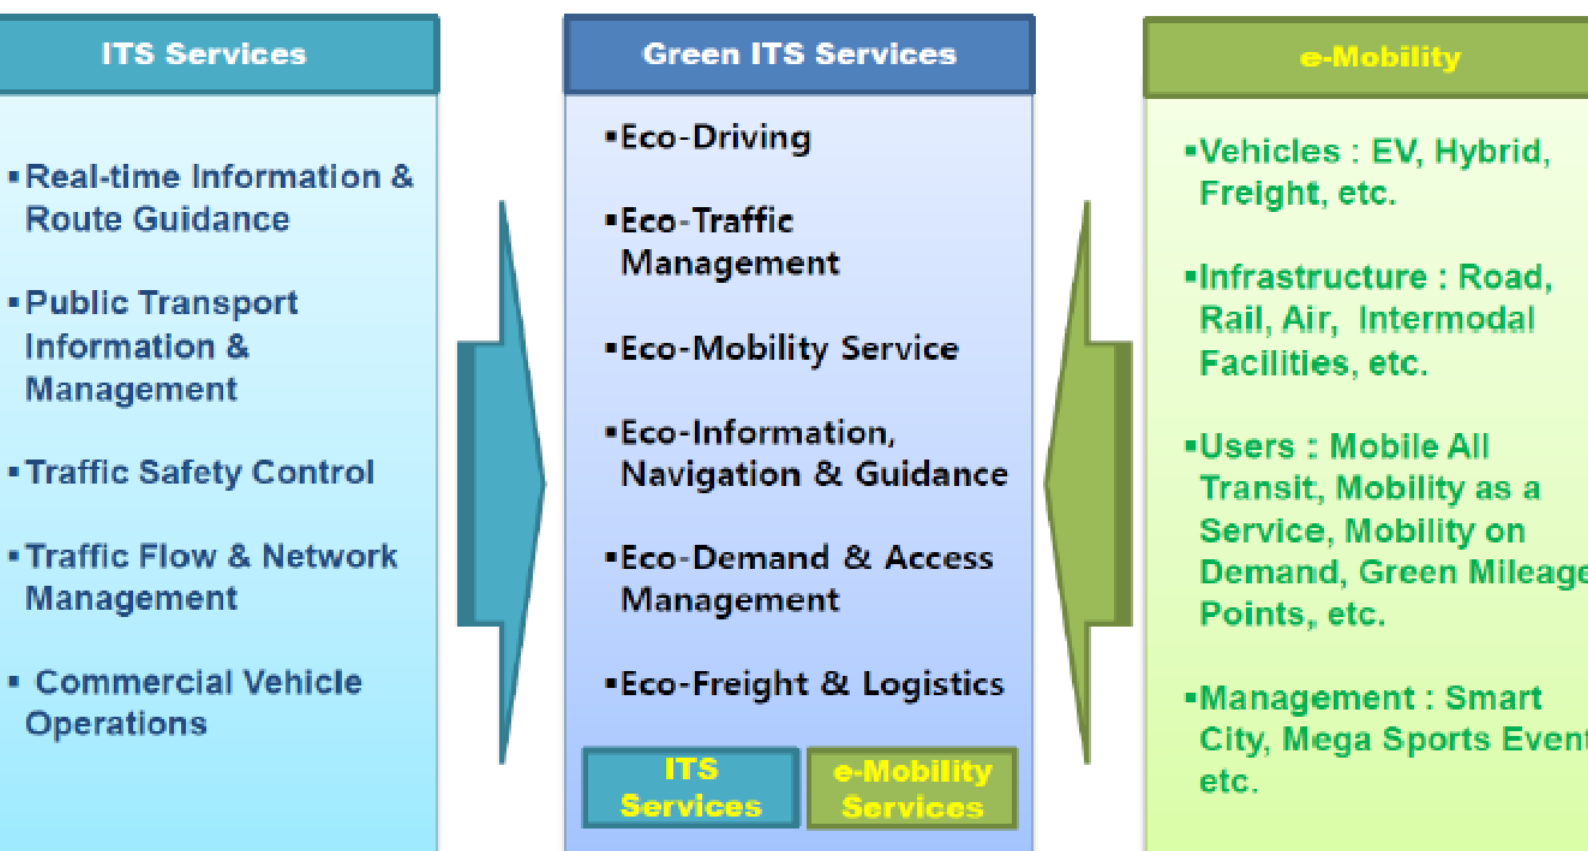 ITS Services
▪Real-time Information &
Route Guidance
▪Public Transport
Information &
Management
▪Traffic Safety Control
▪Traffic Flow & Network
Management
▪ Commercial Vehicle
Operations
Green ITS Services
▪Eco-Driving
▪Eco-Traffic
Management
▪Eco-Mobility Service
▪Eco-Information,
Navigation & Guidance
▪Eco-Demand & Access
Management
▪Eco-Freight & Logistics
ITS
Services
e-Mobility
Services
e-Mobility
▪Vehicles : EV, Hybrid,
Freight, etc.
▪Infrastructure : Road,
Rail, Air, Intermodal
Facilities, etc.
▪Users : Mobile All
Transit, Mobility as a
Service, Mobility on
Demand, Green Mileage
Points, etc.
▪Management : Smart
City, Mega Sports Event
etc.